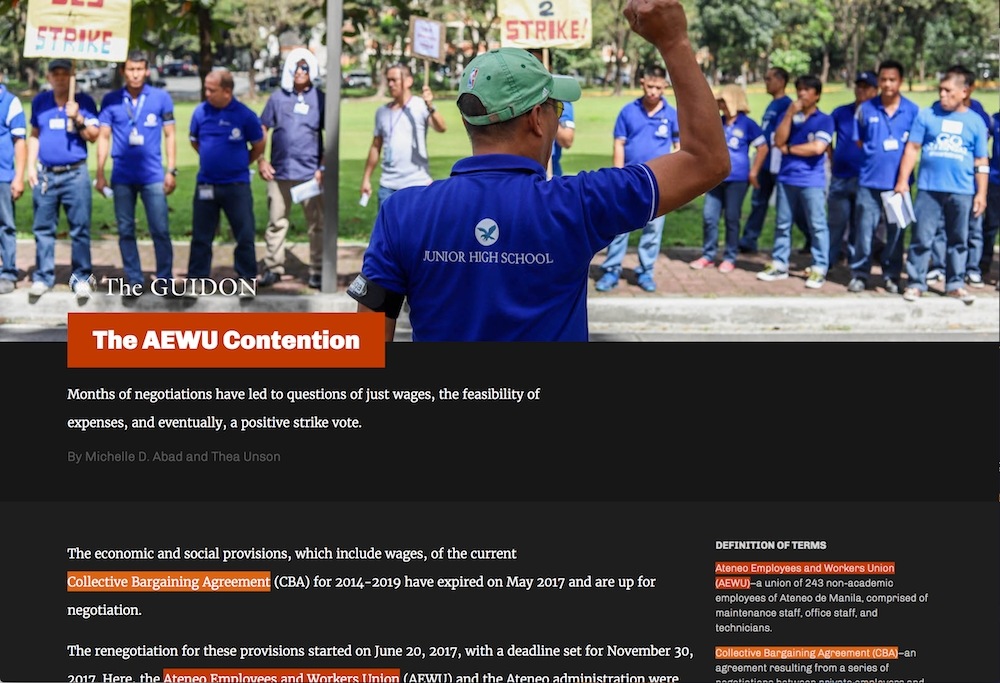 STRIKE
2
STRIKE!
JUNIOR HIGH SCHOOL
The GUIDON
The AEWU Contention
Months of negotiations have led to questions of just wages, the feasibility of
expenses, and eventually, a positive strike vote.
By Michelle D. Abad and Thea Unson
The economic and social provisions, which include wages, of the current
Collective Bargaining Agreement (CBA) for 2014-2019 have expired on May 2017 and are up for
negotiation.
The renegotiation for these provisions started on June 20, 2017, with a deadline set for November 30,
2017. Here, the Ateneo Employees and Workers Union (AEWU) and the Ateneo administration were
DEFINITION OF TERMS
Ateneo Employees and Workers Union
(AEWU)—a union of 243 non-academic
employees of Ateneo de Manila, comprised of
maintenance staff, office staff, and
technicians.
Collective Bargaining Agreement (CBA)—an
agreement resulting from a series of
negotiations between private employers and